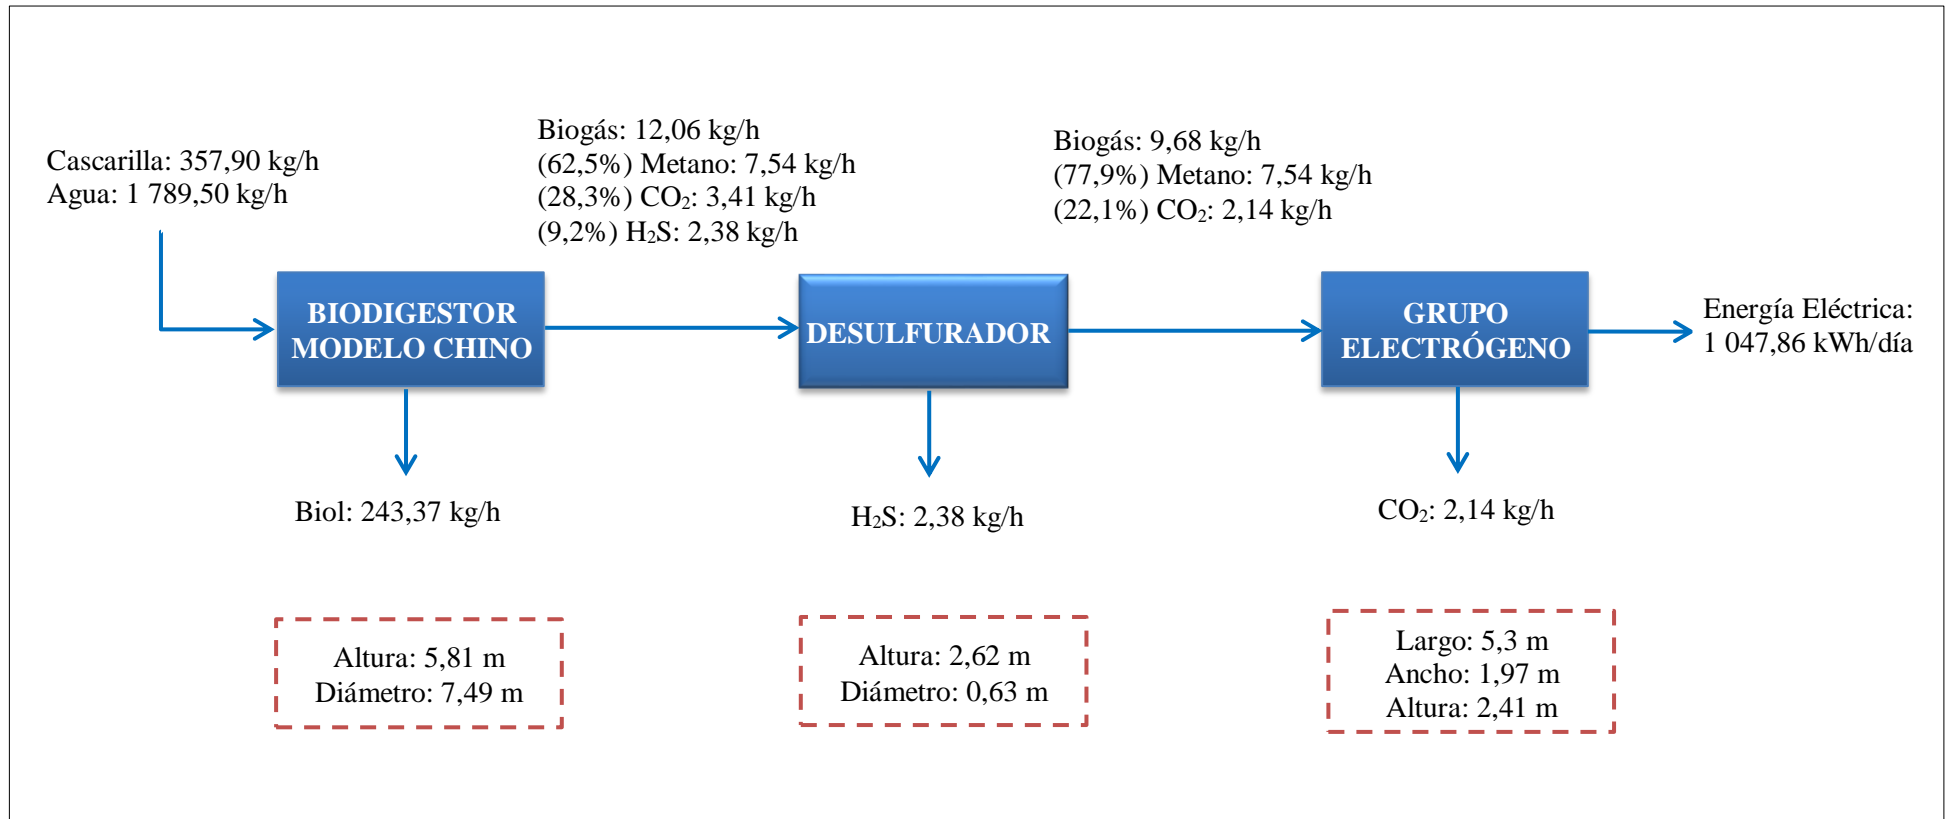 Cascarilla: 357,90 kg/h
Agua: 1 789,50 kg/h
Biogás: 12,06 kg/h
(62,5%) Metano: 7,54 kg/h
(28,3%) CO₂: 3,41 kg/h
(9,2%) H₂S: 2,38 kg/h
Biogás: 9,68 kg/h
(77,9%) Metano: 7,54 kg/h
(22,1%) CO₂: 2,14 kg/h
BIODIGESTOR
MODELO CHINO
DESULFURADOR
GRUPO
ELECTRÓGENO
Energía Eléctrica:
1 047,86 kWh/día
Biol: 243,37 kg/h
H₂S: 2,38 kg/h
CO₂: 2,14 kg/h
Altura: 5,81 m
Diámetro: 7,49 m
Altura: 2,62 m
Diámetro: 0,63 m
Largo: 5,3 m
Ancho: 1,97 m
Altura: 2,41 m